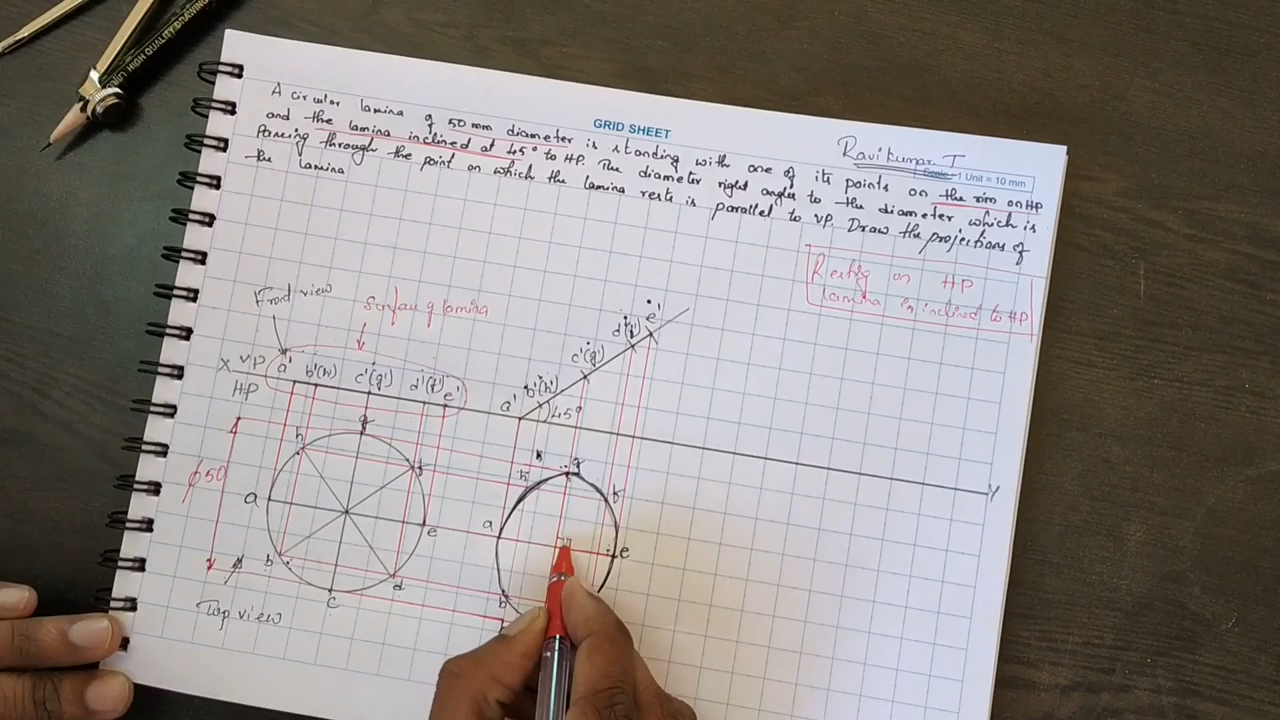 HIGH QUALITY DRAWING
GRID SHEET
Ravikumar T
Scale - 1 Unit = 10 mm
A circular lamina of 50 mm diameter is standing with one of its points on the rim on HP
and the lamina inclined at 45° to HP. The diameter right angles to the diameter which is
Passing through the point on which the lamina rests is parallel to VP. Draw the projections of
the lamina
Resting on HP
lamina is inclined to HP
Front view
Surface of lamina
X VP
HP
a' b'(h') c'(g') d'(f') e'
a' b'(h') c'(g') d'(f') e'
45°
Y
h g f
a e
b c d
ϕ50
Top view
h g f
a e
b